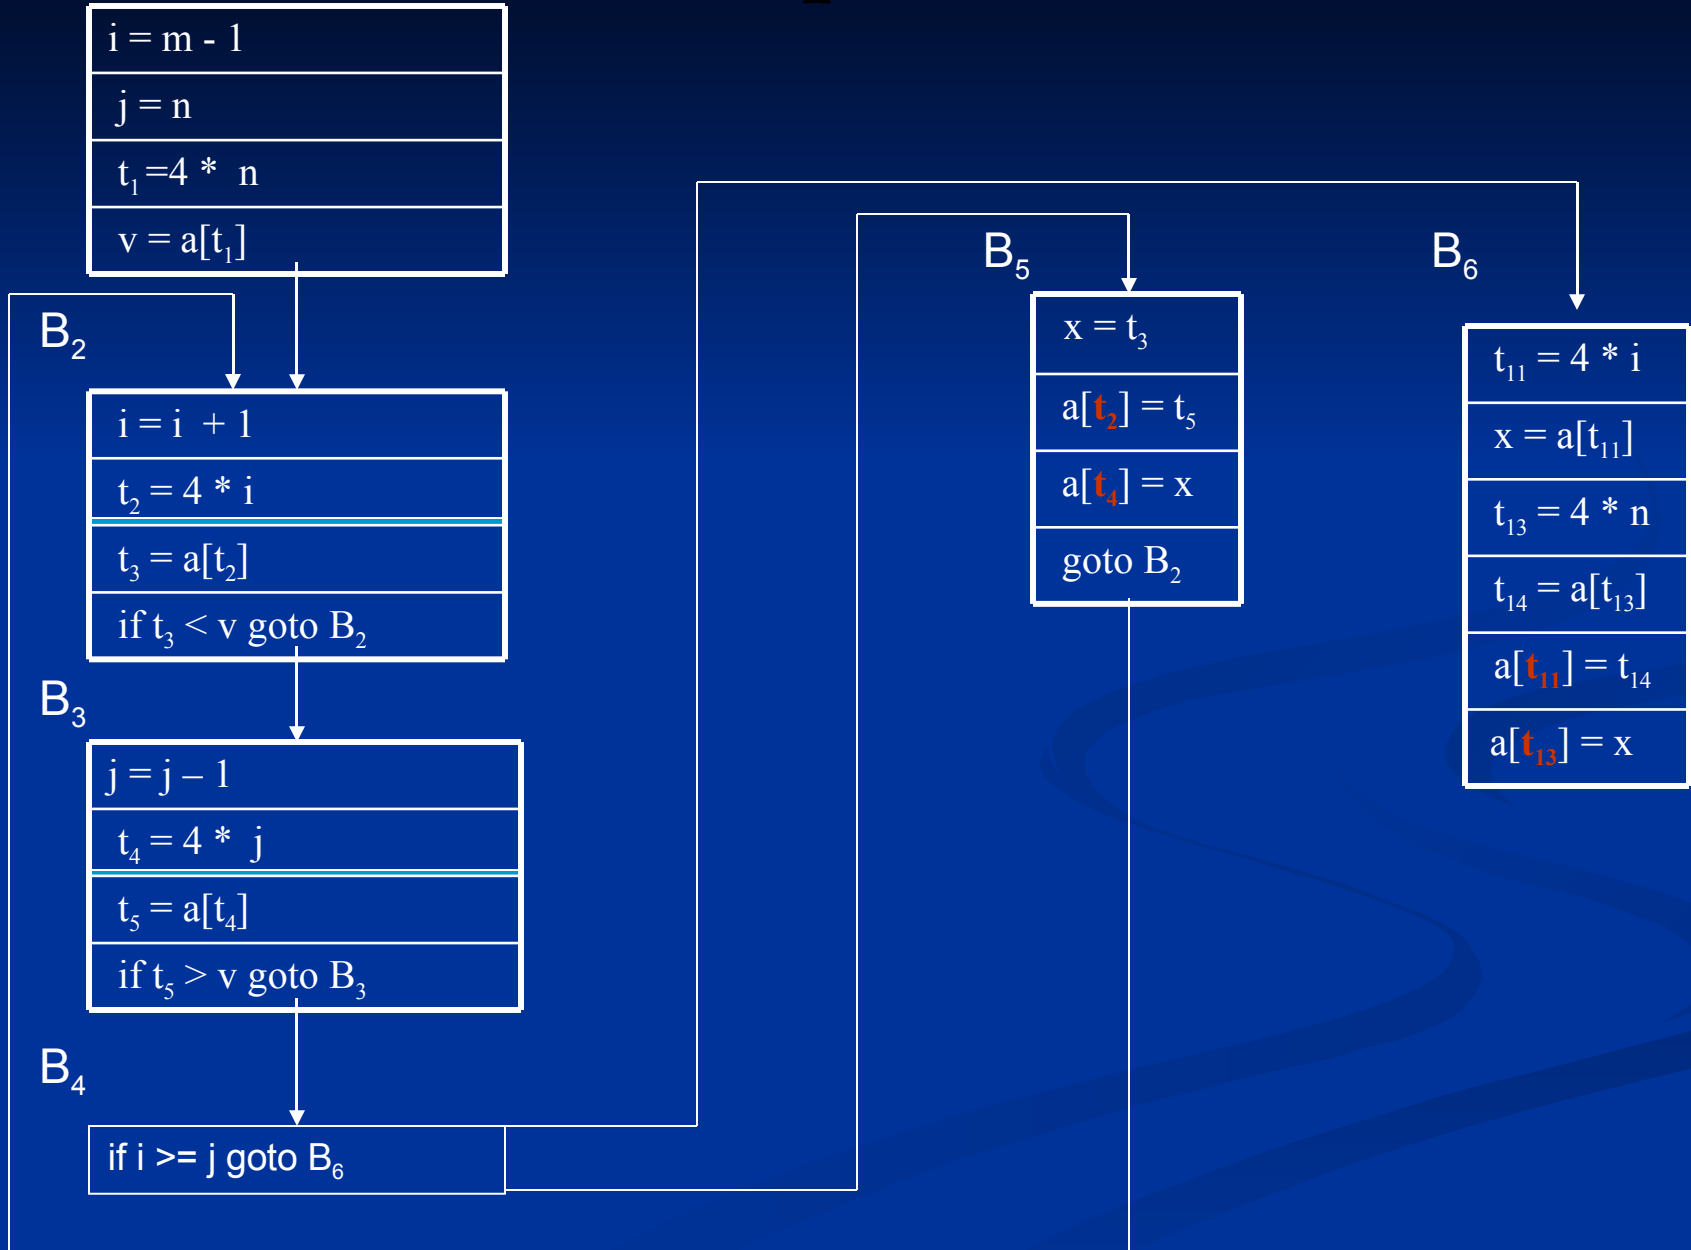 i = m - 1
j = n
t₁=4 * n
v = a[t₁]
B₂
i = i + 1
t₂ = 4 * i
t₃ = a[t₂]
if t₃ < v goto B₂
B₃
j = j – 1
t₄ = 4 * j
t₅ = a[t₄]
if t₅ > v goto B₃
B₄
if i >= j goto B₆
B₅
x = t₃
a[t₂] = t₅
a[t₄] = x
goto B₂
B₆
t₁₁ = 4 * i
x = a[t₁₁]
t₁₃ = 4 * n
t₁₄ = a[t₁₃]
a[t₁₁] = t₁₄
a[t₁₃] = x